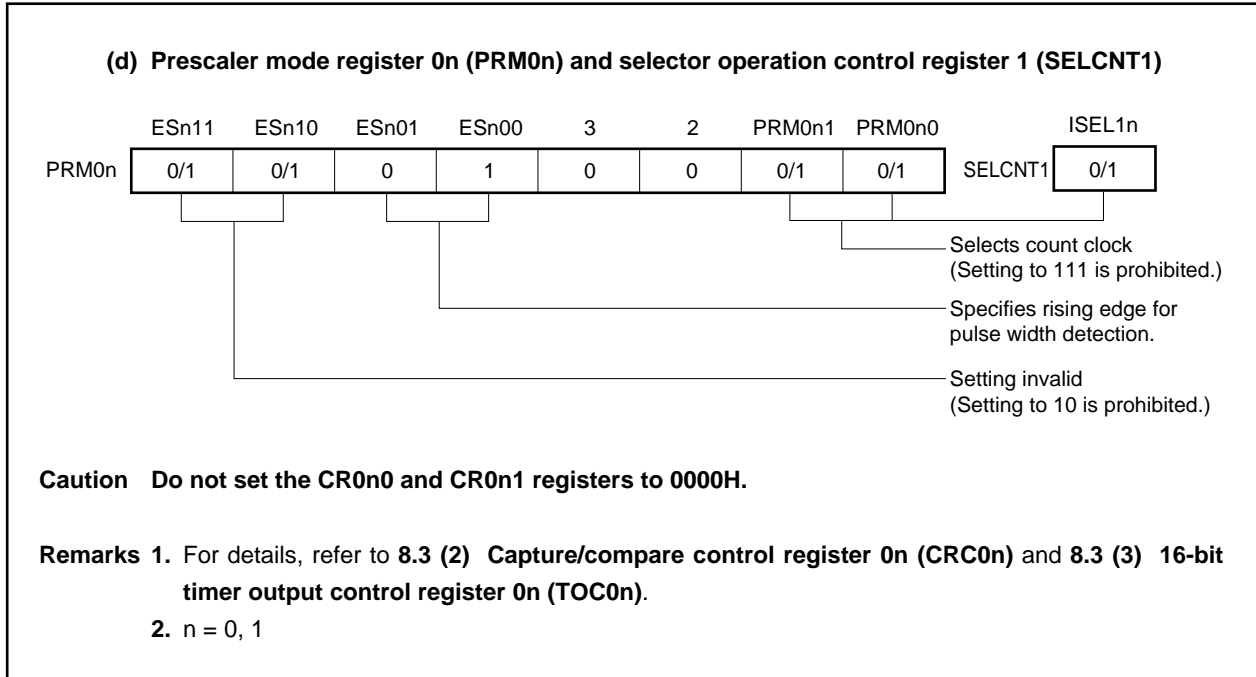 (d) Prescaler mode register 0n (PRM0n) and selector operation control register 1 (SELCNT1)
ESn11 ESn10 ESn01 ESn00 3 2 PRM0n1 PRM0n0 ISEL1n
PRM0n 0/1 0/1 0 1 0 0 0/1 0/1 SELCNT1 0/1
Selects count clock
(Setting to 111 is prohibited.)
Specifies rising edge for
pulse width detection.
Setting invalid
(Setting to 10 is prohibited.)
Caution Do not set the CR0n0 and CR0n1 registers to 0000H.
Remarks 1. For details, refer to 8.3 (2) Capture/compare control register 0n (CRC0n) and 8.3 (3) 16-bit
timer output control register 0n (TOC0n).
2. n = 0, 1